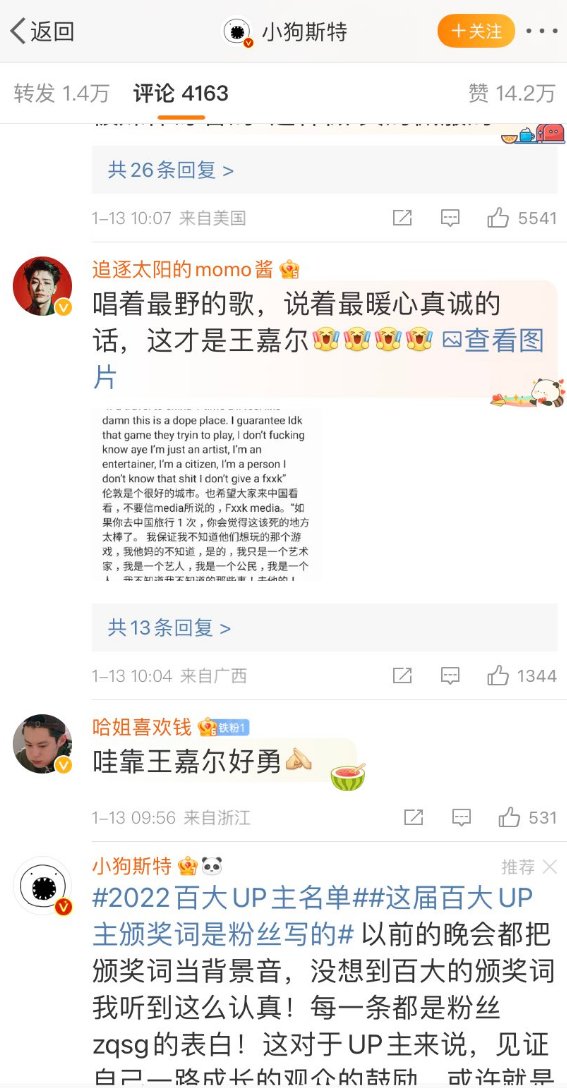 返回
小狗斯特
+关注
转发 1.4万
评论 4163
赞 14.2万
共26条回复 >
1-13 10:07 来自美国
5541
追逐太阳的momo酱
唱着最野的歌，说着最暖心真诚的
话，这才是王嘉尔
查看图
片
damn this is a dope place. I guarantee Idk
that game they tryin to play, I don't fucking
know aye I'm just an artist, I'm an
entertainer, I'm a citizen, I'm a person I
don't know that shit I don't give a fxxk”
伦敦是个很好的城市。也希望大家来中国看
看，不要信media所说的，Fxxk media。“如
果你去中国旅行 1 次，你会觉得这该死的地方
太棒了。 我保证我不知道他们想玩的那个游
戏，我他妈的不知道，是的，我只是一个艺术
家，我是一个艺人，我是一个公民，我是一个
共13条回复 >
1-13 10:04 来自广西
1344
哈姐喜欢钱
铁粉1
哇靠王嘉尔好勇
1-13 09:56 来自浙江
531
小狗斯特
推荐
#2022百大UP主名单##这届百大UP
主颁奖词是粉丝写的# 以前的晚会都把
颁奖词当背景音，没想到百大的颁奖词
我听到这么认真！每一条都是粉丝
zqsg的表白！这对于UP主来说，见证
自己一路成长的观众的鼓励，或许就是